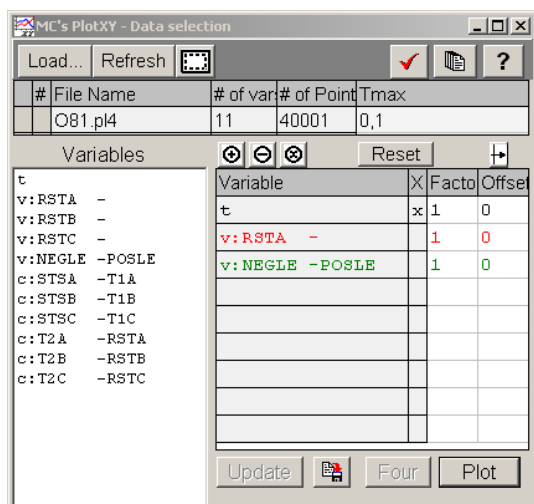 MC's PlotXY - Data selection
Load... Refresh ?
# File Name # of var: # of Point Tmax
O81.pl4 11 40001 0,1
Variables Reset
t
v:RSTA -
v:RSTB -
v:RSTC -
v:NEGLE -POSLE
c:STSA -T1A
c:STSB -T1B
c:STSC -T1C
c:T2A -RSTA
c:T2B -RSTB
c:T2C -RSTC
Variable X Facto Offset
t x 1 0
v:RSTA - 1 0
v:NEGLE -POSLE 1 0
Update Four Plot